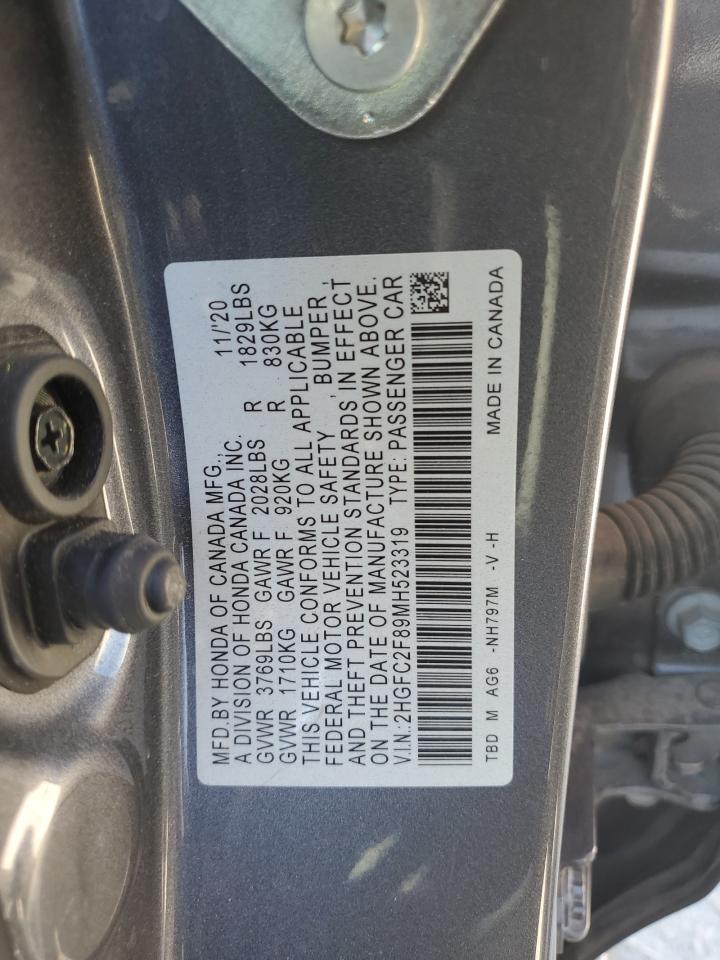 MFD.BY HONDA OF CANADA MFG., 11/'20
A DIVISION OF HONDA CANADA INC.
GVWR 3769LBS GAWR F 2028LBS R 1829LBS
GVWR 1710KG GAWR F 920KG R 830KG
THIS VEHICLE CONFORMS TO ALL APPLICABLE
FEDERAL MOTOR VEHICLE SAFETY, BUMPER,
AND THEFT PREVENTION STANDARDS IN EFFECT
ON THE DATE OF MANUFACTURE SHOWN ABOVE.
V.I.N.:2HGFC2F89MH523319 TYPE: PASSENGER CAR
TBD M AG6 -NH797M -V -H MADE IN CANADA